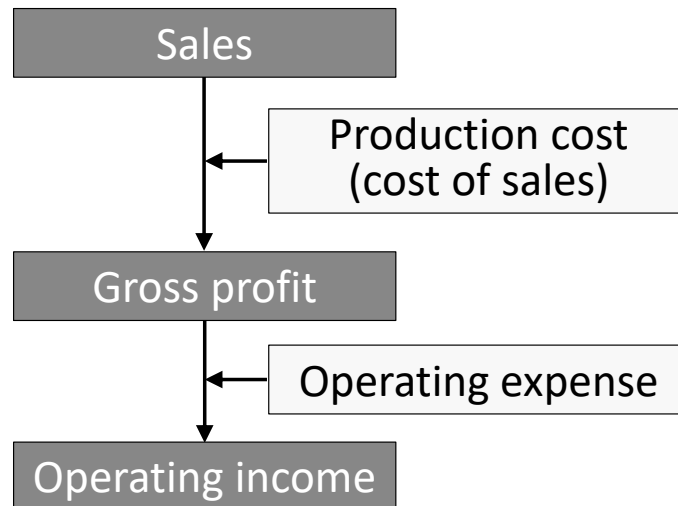 Sales
Production cost
(cost of sales)
Gross profit
Operating expense
Operating income